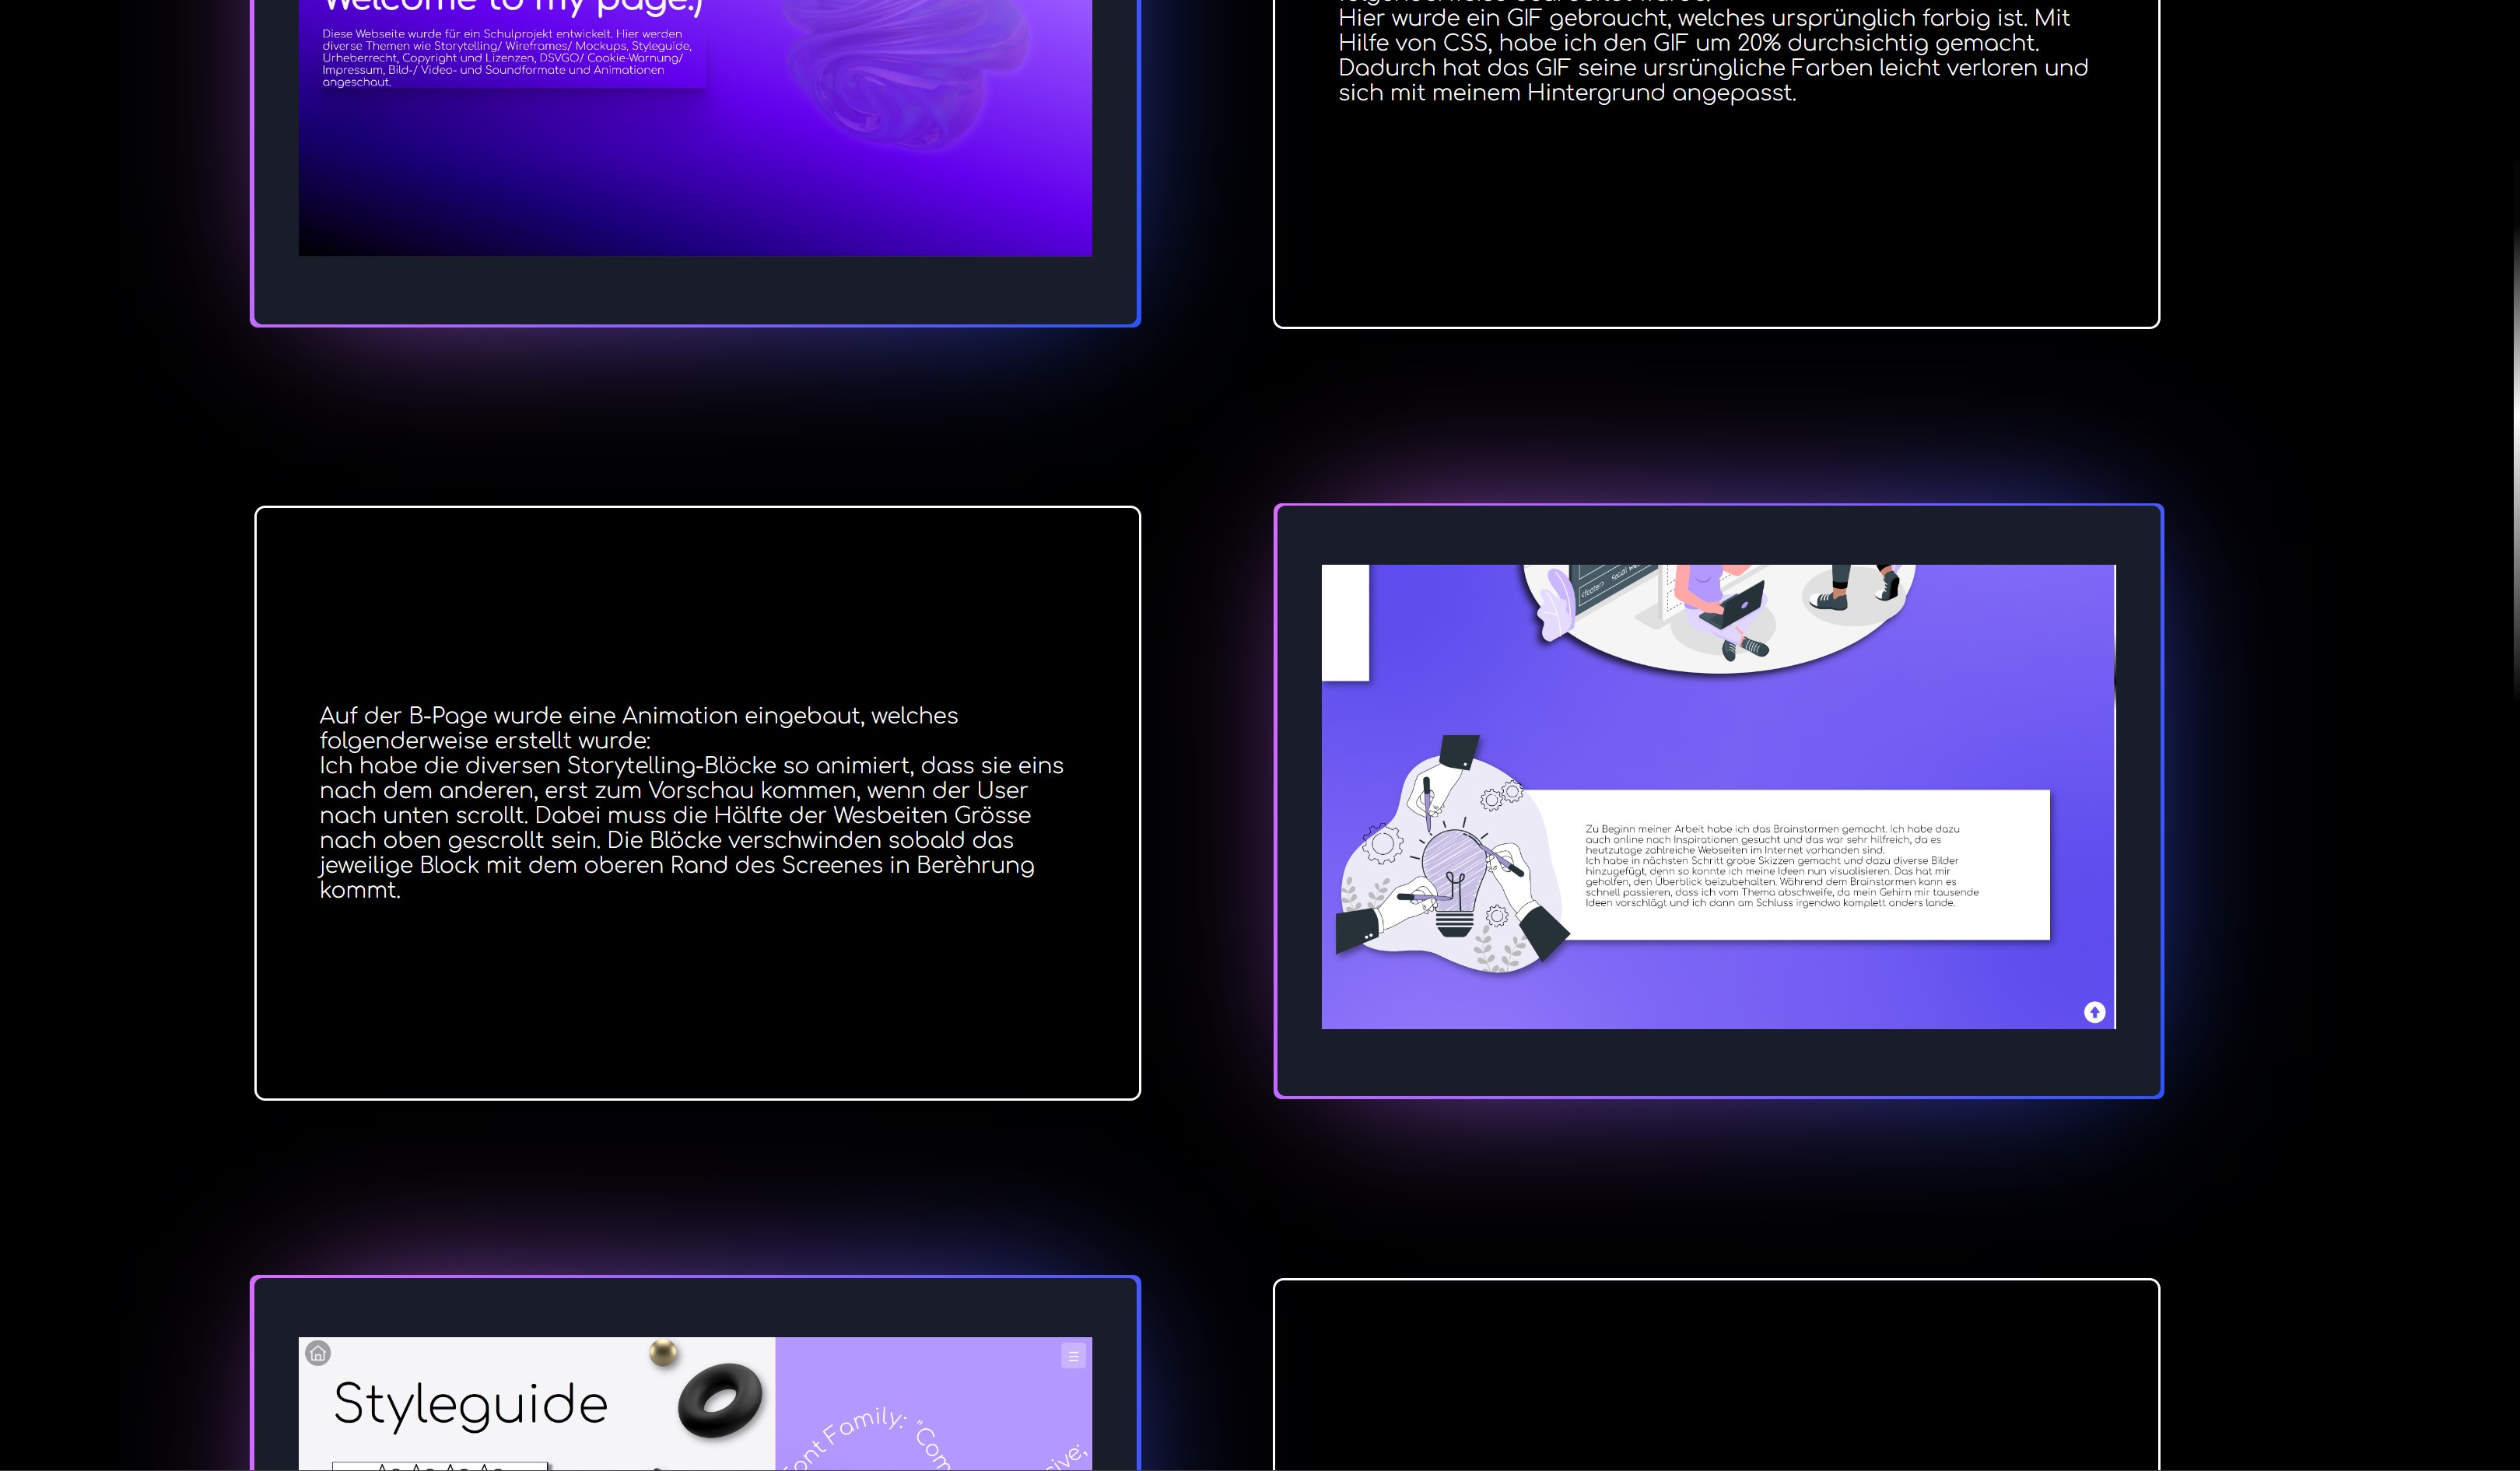 Welcome to my page:)
Diese Webseite wurde für ein Schulprojekt entwickelt. Hier werden
diverse Themen wie Storytelling/ Wireframes/ Mockups, Styleguide,
Urheberrecht, Copyright und Lizenzen, DSVGO/ Cookie-Warnung/
Impressum, Bild-/ Video- und Soundformate und Animationen
angeschaut.
Hier wurde ein GIF gebraucht, welches ursprünglich farbig ist. Mit
Hilfe von CSS, habe ich den GIF um 20% durchsichtig gemacht.
Dadurch hat das GIF seine ursrüngliche Farben leicht verloren und
sich mit meinem Hintergrund angepasst.
Auf der B-Page wurde eine Animation eingebaut, welches
folgenderweise erstellt wurde:
Ich habe die diversen Storytelling-Blöcke so animiert, dass sie eins
nach dem anderen, erst zum Vorschau kommen, wenn der User
nach unten scrollt. Dabei muss die Hälfte der Wesbeiten Grösse
nach oben gescrollt sein. Die Blöcke verschwinden sobald das
jeweilige Block mit dem oberen Rand des Screenes in Berèhrung
kommt.
<footer>
Zu Beginn meiner Arbeit habe ich das Brainstormen gemacht. Ich habe dazu
auch online nach Inspirationen gesucht und das war sehr hilfreich, da es
heutzutage zahlreiche Webseiten im Internet vorhanden sind.
Ich habe in nächsten Schritt grobe Skizzen gemacht und dazu diverse Bilder
hinzugefügt, denn so konnte ich meine Ideen nun visualisieren. Das hat mir
geholfen, den Überblick beizubehalten. Während dem Brainstormen kann es
schnell passieren, dass ich vom Thema abschweife, da mein Gehirn mir tausende
Ideen vorschlägt und ich dann am Schluss irgendwo komplett anders lande.
Styleguide
Font Family: "Com
sive;